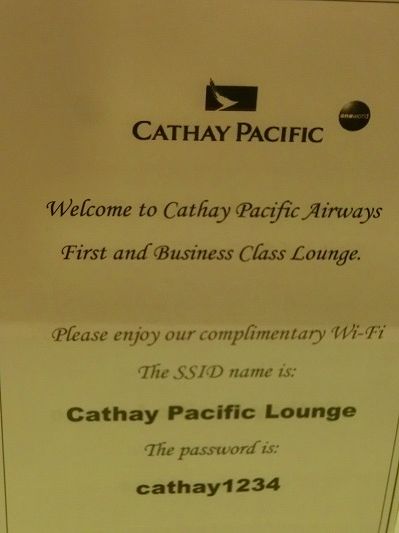 CATHAY PACIFIC
oneworld
Welcome to Cathay Pacific Airways
First and Business Class Lounge.
Please enjoy our complimentary Wi-Fi
The SSID name is:
Cathay Pacific Lounge
The password is:
cathay1234